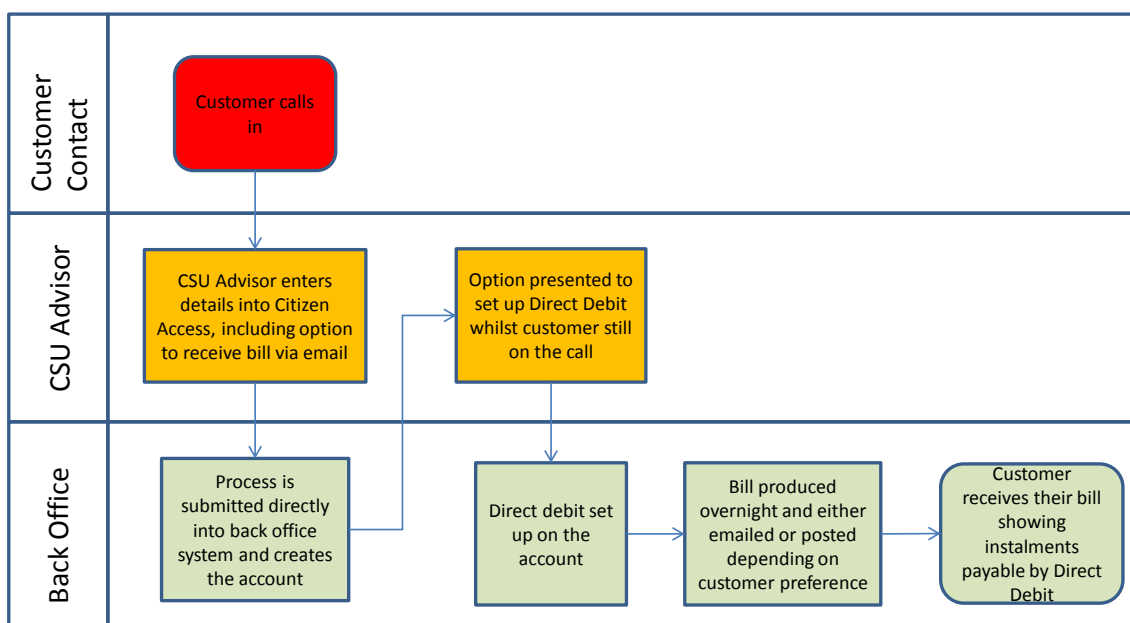 Customer
Contact
Customer calls
in
CSU Advisor
CSU Advisor enters
details into Citizen
Access, including option
to receive bill via email
Option presented to
set up Direct Debit
whilst customer still
on the call
Back Office
Process is
submitted directly
into back office
system and creates
the account
Direct debit set
up on the
account
Bill produced
overnight and either
emailed or posted
depending on
customer preference
Customer
receives their bill
showing
instalments
payable by Direct
Debit